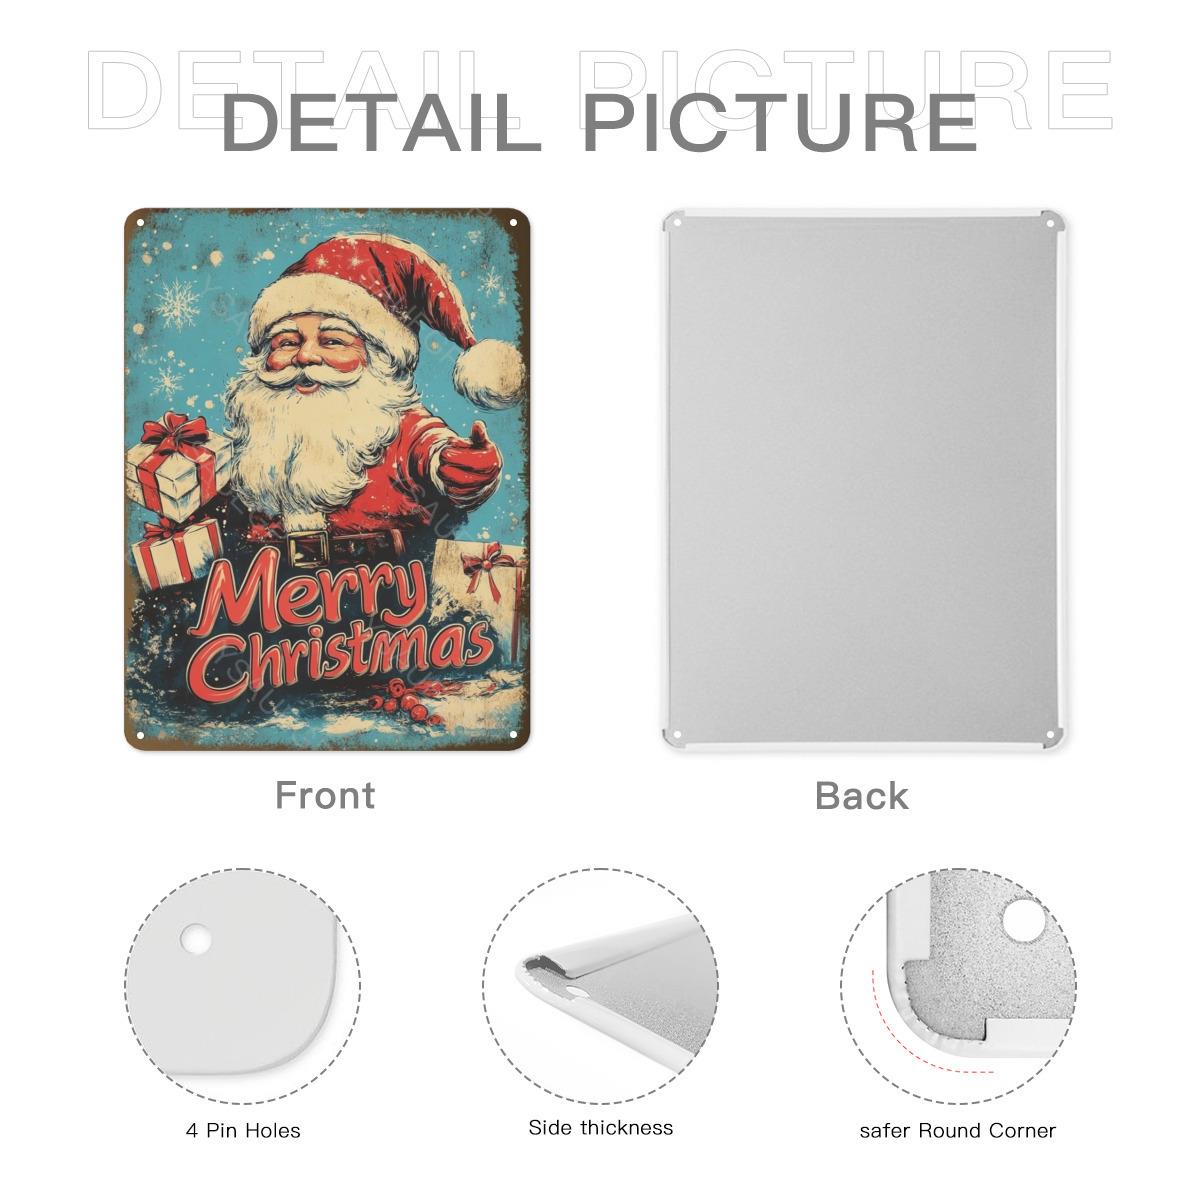 DETAIL PICTURE
DETAIL PICTURE
Merry
Christmas
Front
Back
4 Pin Holes
Side thickness
safer Round Corner